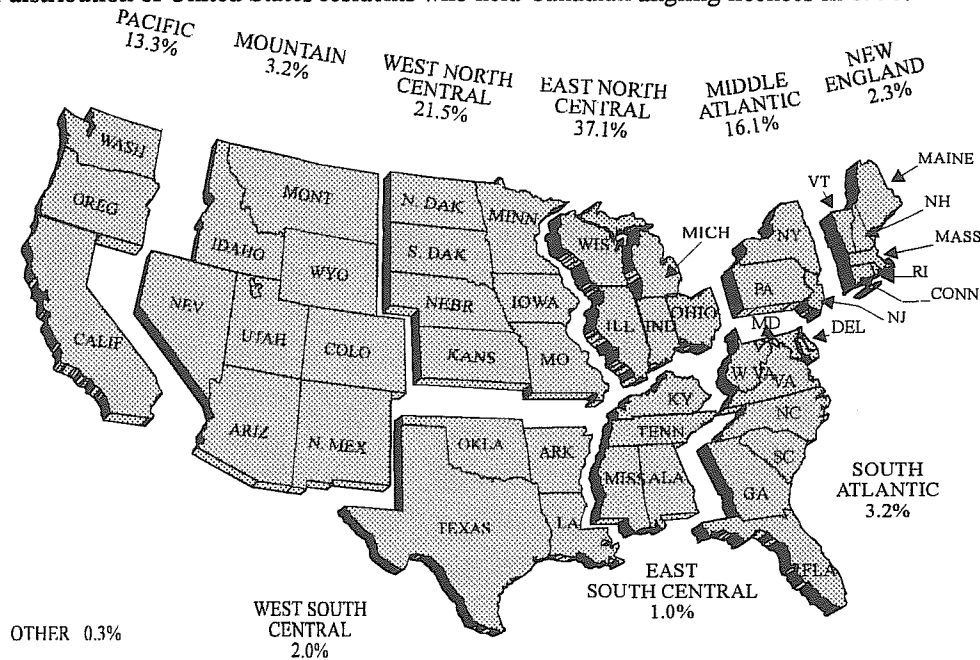 PACIFIC
13.3%
MOUNTAIN
3.2%
WEST NORTH
CENTRAL
21.5%
EAST NORTH
CENTRAL
37.1%
MIDDLE
ATLANTIC
16.1%
NEW
ENGLAND
2.3%
WASH
OREG
CALIF
NEV
IDAHO
MONT
WYO
UTAH
COLO
ARIZ
N. MEX
N. DAK
S. DAK
NEBR
KANS
MINN
IOWA
MO
WIS
MICH
ILL
IND
OHIO
NY
PA
NJ
VT
MAINE
NH
MASS
RI
CONN
MD
DEL
W VA
VA
NC
SC
GA
FLA
KY
TENN
MISS
ALA
OKLA
ARK
TEXAS
LA
SOUTH
ATLANTIC
3.2%
EAST
SOUTH CENTRAL
1.0%
WEST SOUTH
CENTRAL
2.0%
OTHER 0.3%